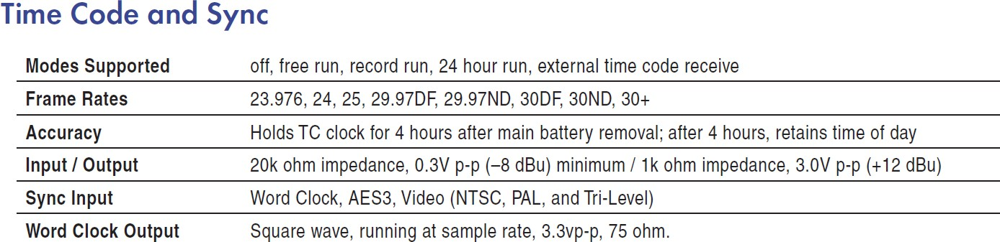 Time Code and Sync
Modes Supported off, free run, record run, 24 hour run, external time code receive
Frame Rates 23.976, 24, 25, 29.97DF, 29.97ND, 30DF, 30ND, 30+
Accuracy Holds TC clock for 4 hours after main battery removal; after 4 hours, retains time of day
Input / Output 20k ohm impedance, 0.3V p-p (–8 dBu) minimum / 1k ohm impedance, 3.0V p-p (+12 dBu)
Sync Input Word Clock, AES3, Video (NTSC, PAL, and Tri-Level)
Word Clock Output Square wave, running at sample rate, 3.3vp-p, 75 ohm.